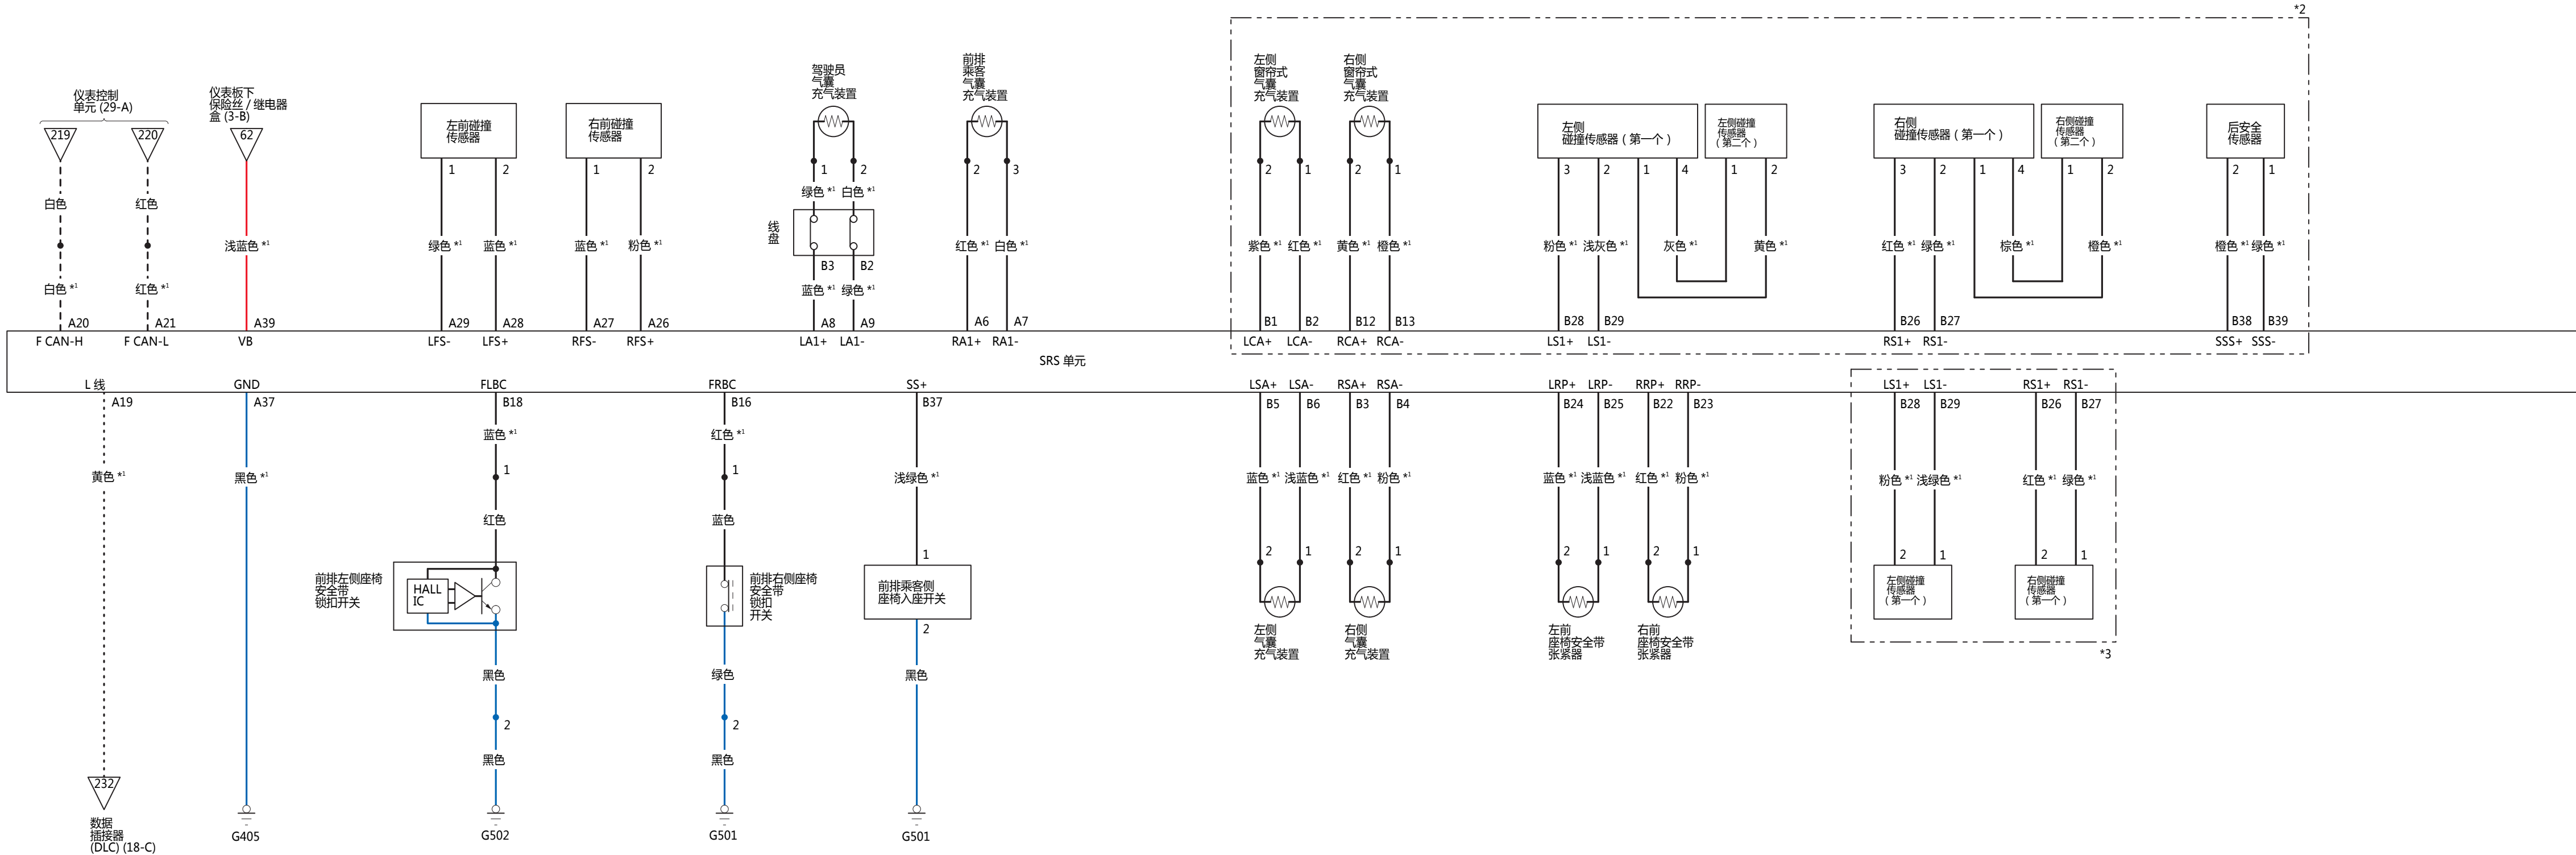 *2
仪表控制
单元 (29-A)
219
220
仪表板下
保险丝 / 继电器
盒 (3-B)
62
左前碰撞
传感器
右前碰撞
传感器
驾驶员
气囊
充气装置
前排
乘客
气囊
充气装置
左侧
窗帘式
气囊
充气装置
右侧
窗帘式
气囊
充气装置
左侧
碰撞传感器 ( 第一个 )
左侧碰撞
传感器
( 第二个 )
右侧
碰撞传感器 ( 第一个 )
右侧碰撞
传感器
( 第二个 )
后安全
传感器
1 2 1 2 1 2 2 3 2 1 2 1 3 2 1 4 1 2 3 2 1 4 1 2 2 1
绿色 *1 白色 *1
白色 红色
线
盘
浅蓝色 *1 绿色 *1 蓝色 *1 蓝色 *1 粉色 *1 红色 *1 白色 *1 紫色 *1 红色 *1 黄色 *1 橙色 *1 粉色 *1 浅灰色 *1 灰色 *1 黄色 *1 红色 *1 绿色 *1 棕色 *1 橙色 *1 橙色 *1 绿色 *1
B3 B2
白色 *1 红色 *1 蓝色 *1 绿色 *1
A20 A21 A39 A29 A28 A27 A26 A8 A9 A6 A7 B1 B2 B12 B13 B28 B29 B26 B27 B38 B39
F CAN-H F CAN-L VB LFS- LFS+ RFS- RFS+ LA1+ LA1- RA1+ RA1- LCA+ LCA- RCA+ RCA- LS1+ LS1- RS1+ RS1- SSS+ SSS-
SRS 单元
L 线 GND FLBC FRBC SS+ LSA+ LSA- RSA+ RSA- LRP+ LRP- RRP+ RRP- LS1+ LS1- RS1+ RS1-
A19 A37 B18 B16 B37 B5 B6 B3 B4 B24 B25 B22 B23 B28 B29 B26 B27
蓝色 *1 红色 *1
1 1
黄色 *1 黑色 *1 浅绿色 *1 蓝色 *1 浅蓝色 *1 红色 *1 粉色 *1 蓝色 *1 浅蓝色 *1 红色 *1 粉色 *1 粉色 *1 浅绿色 *1 红色 *1 绿色 *1
红色 蓝色
1 2 1 2 1 2 1 2 1 2 1 2 1
前排左侧座椅
安全带
锁扣开关
HALL
IC
前排右侧座椅
安全带
锁扣
开关
前排乘客侧
座椅入座开关
2
左侧
气囊
充气装置
右侧
气囊
充气装置
左前
座椅安全带
张紧器
右前
座椅安全带
张紧器
左侧碰撞
传感器
( 第一个 )
右侧碰撞
传感器
( 第一个 )
*3
黑色 绿色 黑色
2 2
黑色 黑色
232
数据
插接器
(DLC) (18-C)
G405 G502 G501 G501